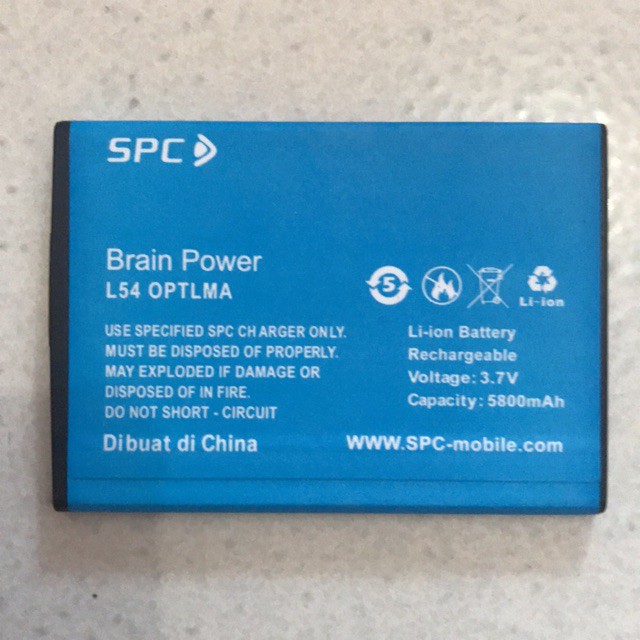 SPC
Brain Power
L54 OPTLMA
5
Li-ion
USE SPECIFIED SPC CHARGER ONLY.
MUST BE DISPOSED OF PROPERLY.
MAY EXPLODED IF DAMAGE OR
DISPOSED OF IN FIRE.
DO NOT SHORT - CIRCUIT
Li-ion Battery
Rechargeable
Voltage: 3.7V
Capacity: 5800mAh
Dibuat di China
WWW.SPC-mobile.com